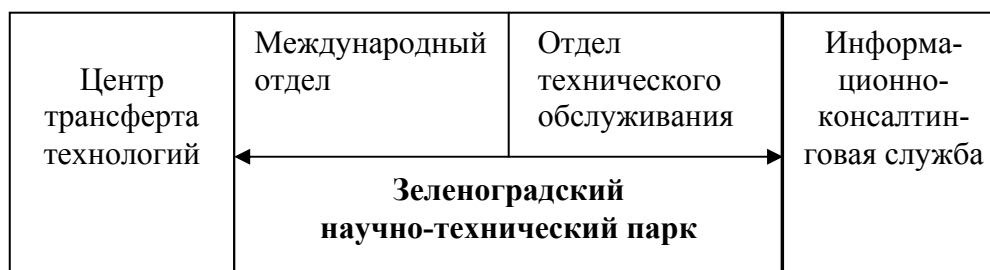 Центр
трансферта
технологий
Международный
отдел
Отдел
технического
обслуживания
Информа-
ционно-
консалтин-
говая служба
Зеленоградский
научно-технический парк